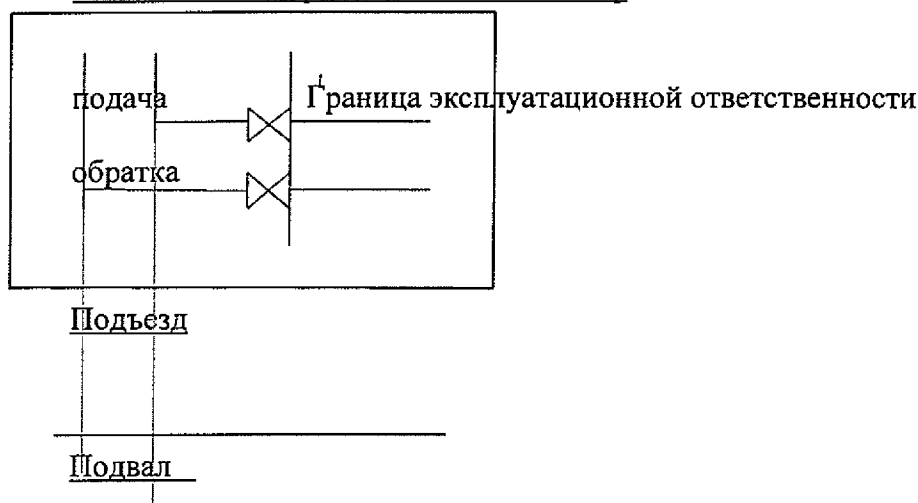 подача
Граница эксплуатационной ответственности
обратка
Подъезд
Подвал